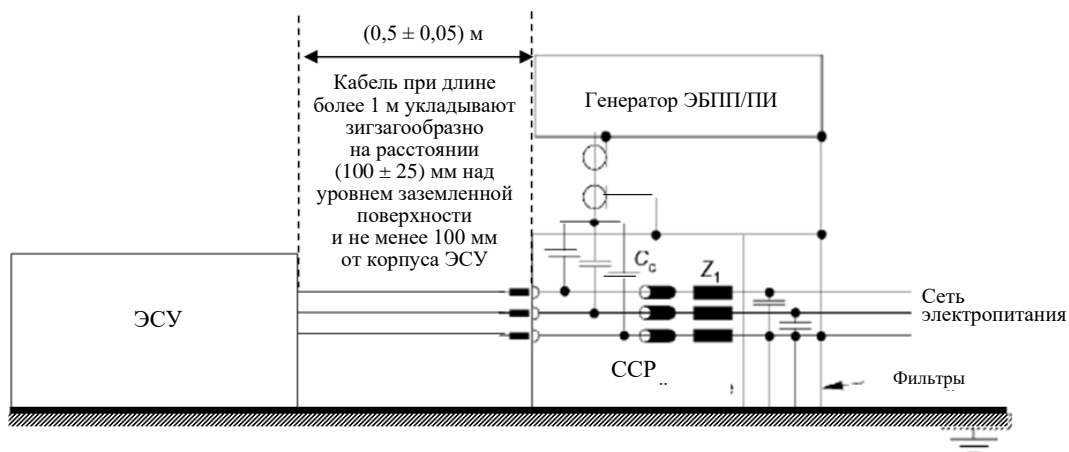 (0,5 ± 0,05) м
Кабель при длине
более 1 м укладывают
зигзагообразно
на расстоянии
(100 ± 25) мм над
уровнем заземленной
поверхности
и не менее 100 мм
от корпуса ЭСУ
Генератор ЭБПП/ПИ
Cc
Z1
ЭСУ
Сеть
электропитания
ССР
Фильтры